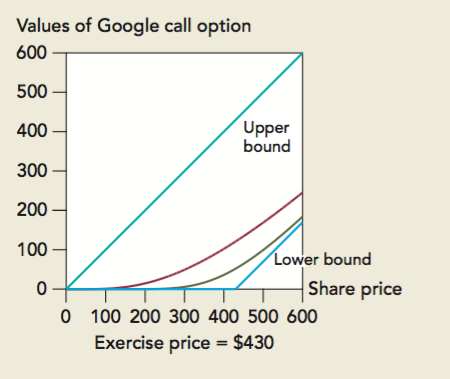 Values of Google call option
600
500
400
300
200
100
0
Upper
bound
Lower bound
Share price
0 100 200 300 400 500 600
Exercise price = $430